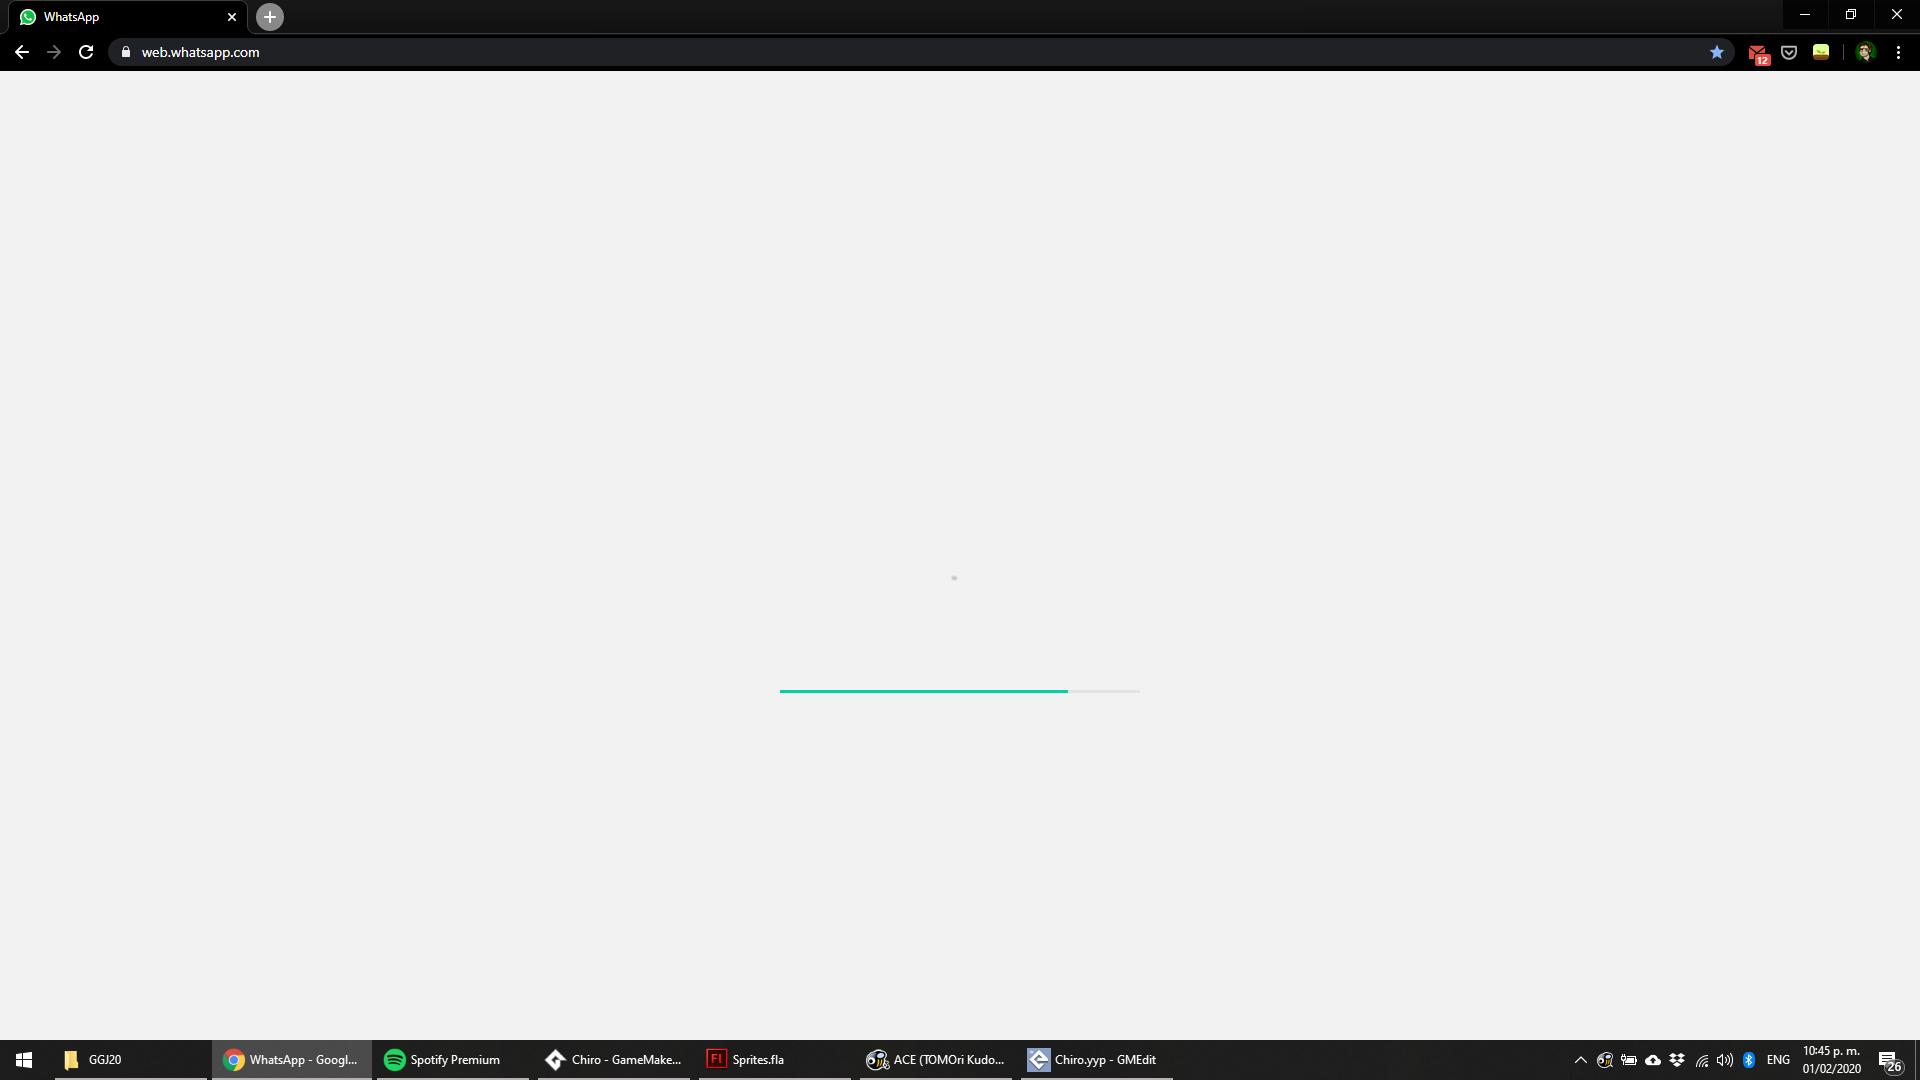 WhatsApp
web.whatsapp.com
12
GGJ20
WhatsApp - Googl...
Spotify Premium
Chiro - GameMake...
Fl
Sprites.fla
ACE (TOMOri Kudo...
Chiro.yyp - GMEdit
ENG
10:45 p. m.
01/02/2020
26